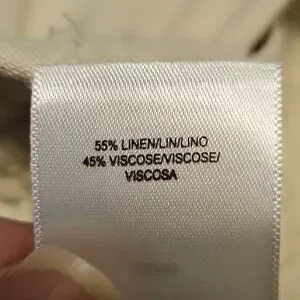 55% LINEN/LIN/LINO
45% VISCOSE/VISCOSE/
VISCOSA